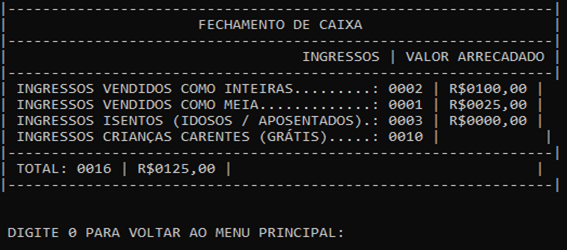 |--------------------------------------------------------------------|
| FECHAMENTO DE CAIXA |
|--------------------------------------------------------------------|
| INGRESSOS | VALOR ARRECADADO |
|--------------------------------------------------------------------|
| INGRESSOS VENDIDOS COMO INTEIRAS.........: 0002 | R$0100,00 |
| INGRESSOS VENDIDOS COMO MEIA.............: 0001 | R$0025,00 |
| INGRESSOS ISENTOS (IDOSOS / APOSENTADOS).: 0003 | R$0000,00 |
| INGRESSOS CRIANÇAS CARENTES (GRÁTIS).....: 0010 | |
|--------------------------------------------------------------------|
| TOTAL: 0016 | R$0125,00 | |
|--------------------------------------------------------------------|
DIGITE 0 PARA VOLTAR AO MENU PRINCIPAL: